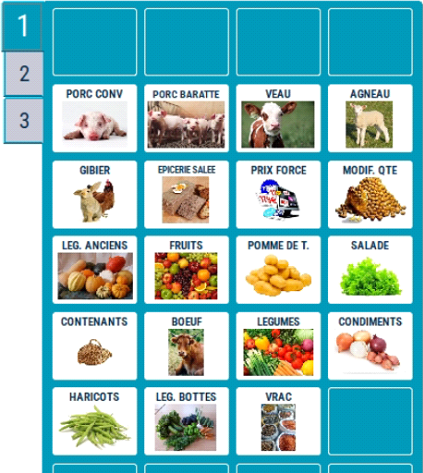 1
2
3
PORC CONV
PORC BARATTE
VEAU
AGNEAU
GIBIER
EPICERIE SALEE
PRIX FORCE
MODIF. QTE
LEG. ANCIENS
FRUITS
POMME DE T.
SALADE
CONTENANTS
BOEUF
LEGUMES
CONDIMENTS
HARICOTS
LEG. BOTTES
VRAC